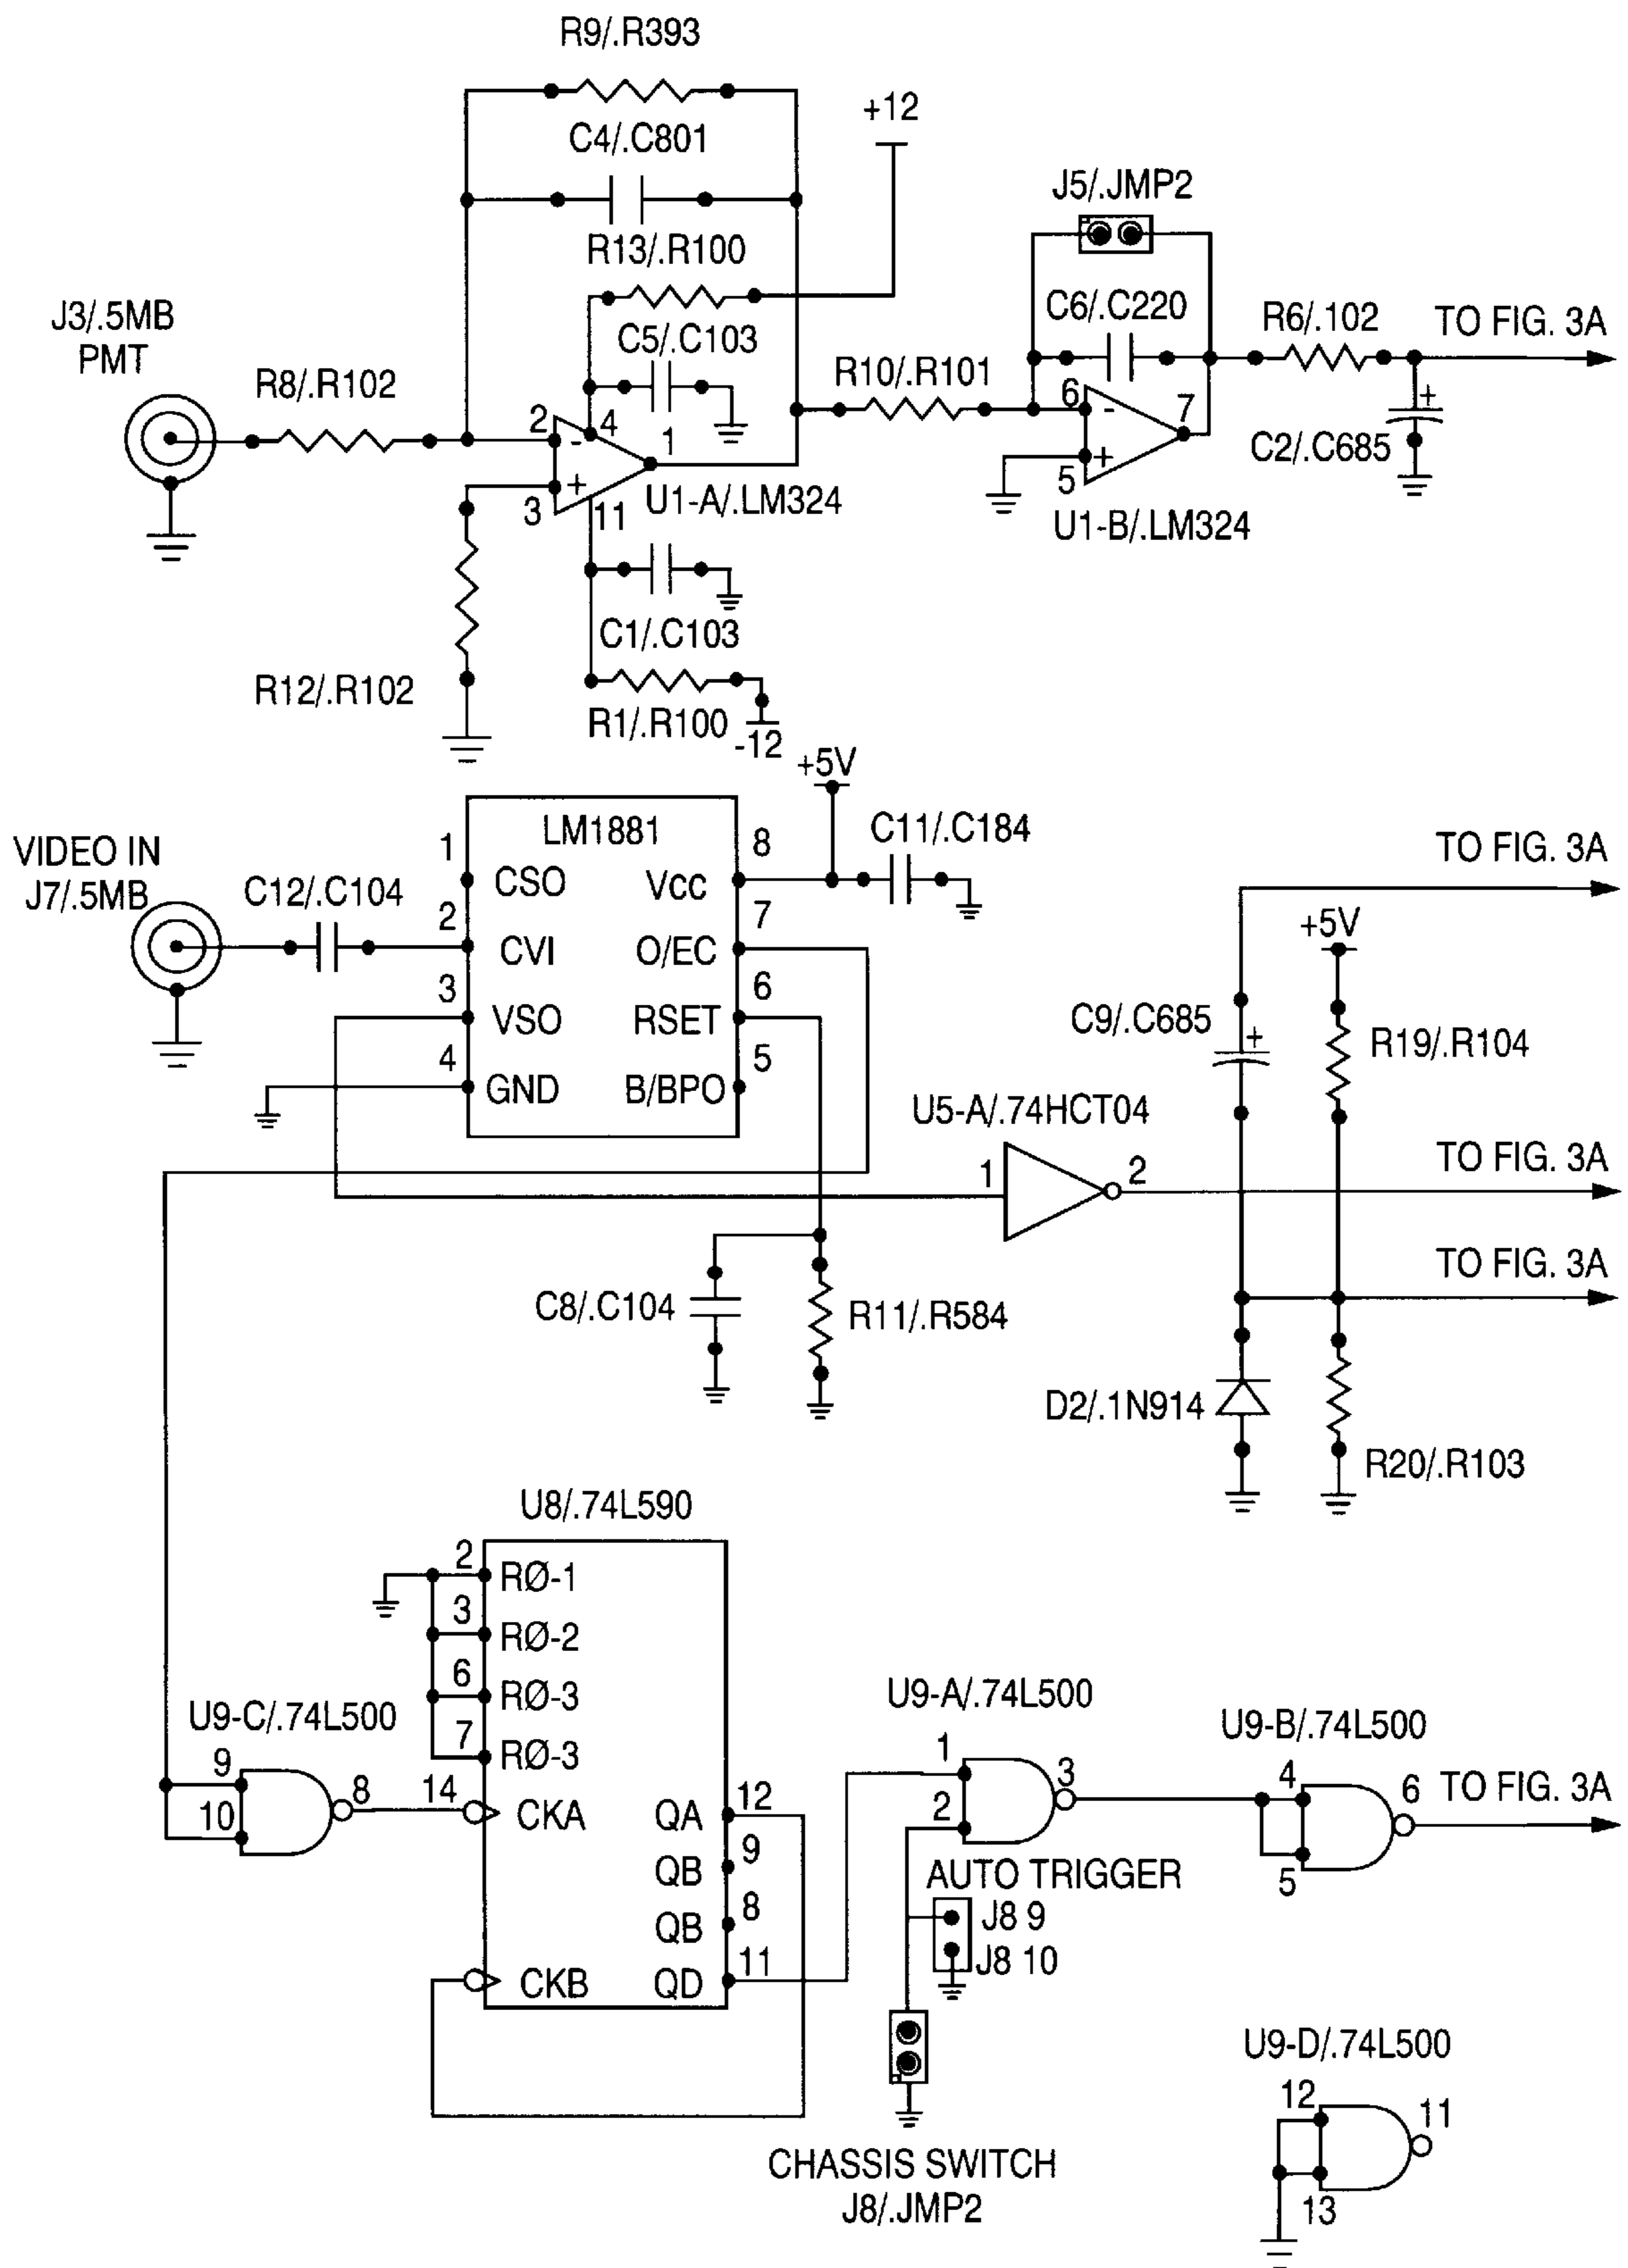 R9/.R393
C4/.C801
+12
R13/.R100
J5/.JMP2
J3/.5MB
PMT
C5/.C103
C6/.C220
R6/.102
TO FIG. 3A
R8/.R102
R10/.R101
2
-
4
1
+
3
11
U1-A/.LM324
6
-
7
+
5
U1-B/.LM324
+
C2/.C685
C1/.C103
R12/.R102
R1/.R100
-12
+5V
VIDEO IN
J7/.5MB
C12/.C104
LM1881
1
CSO
2
CVI
3
VSO
4
GND
8
Vcc
7
O/EC
6
RSET
5
B/BPO
C11/.C184
TO FIG. 3A
+5V
C9/.C685
+
R19/.R104
U5-A/.74HCT04
1
2
TO FIG. 3A
TO FIG. 3A
C8/.C104
R11/.R584
D2/.1N914
R20/.R103
U8/.74L590
2
RØ-1
3
RØ-2
6
RØ-3
7
RØ-3
U9-C/.74L500
9
10
8
14
CKA
QA
12
QB
9
QB
8
QD
11
CKB
U9-A/.74L500
1
2
3
U9-B/.74L500
4
5
6
TO FIG. 3A
AUTO TRIGGER
J8 9
J8 10
CHASSIS SWITCH
J8/.JMP2
U9-D/.74L500
12
11
13